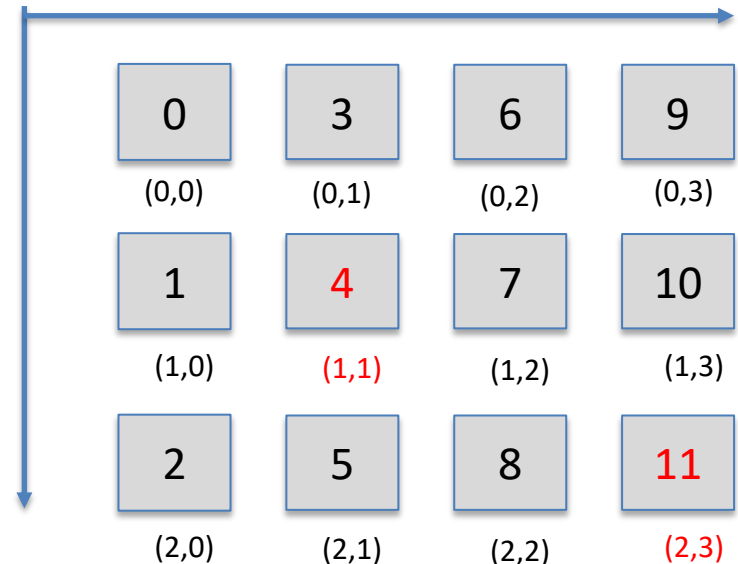 0 3 6 9
(0,0) (0,1) (0,2) (0,3)
1 4 7 10
(1,0) (1,1) (1,2) (1,3)
2 5 8 11
(2,0) (2,1) (2,2) (2,3)